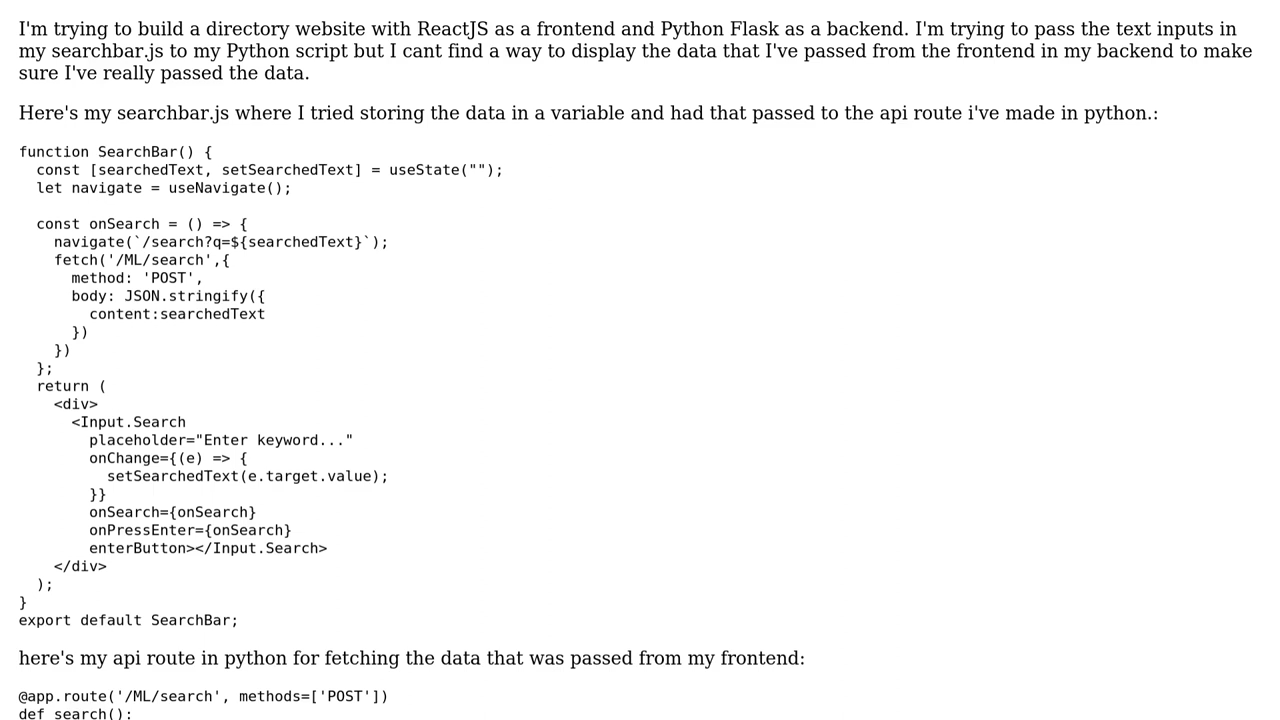 I'm trying to build a directory website with ReactJS as a frontend and Python Flask as a backend. I'm trying to pass the text inputs in
my searchbar.js to my Python script but I cant find a way to display the data that I've passed from the frontend in my backend to make
sure I've really passed the data.
Here's my searchbar.js where I tried storing the data in a variable and had that passed to the api route i've made in python.:
function SearchBar() {
  const [searchedText, setSearchedText] = useState("");
  let navigate = useNavigate();

  const onSearch = () => {
    navigate(`/search?q=${searchedText}`);
    fetch('/ML/search',{
      method: 'POST',
      body: JSON.stringify({
        content:searchedText
      })
    })
  };
  return (
    <div>
      <Input.Search
        placeholder="Enter keyword..."
        onChange={(e) => {
          setSearchedText(e.target.value);
        }}
        onSearch={onSearch}
        onPressEnter={onSearch}
        enterButton></Input.Search>
    </div>
  );
}
export default SearchBar;
here's my api route in python for fetching the data that was passed from my frontend:
@app.route('/ML/search', methods=['POST'])
def search():